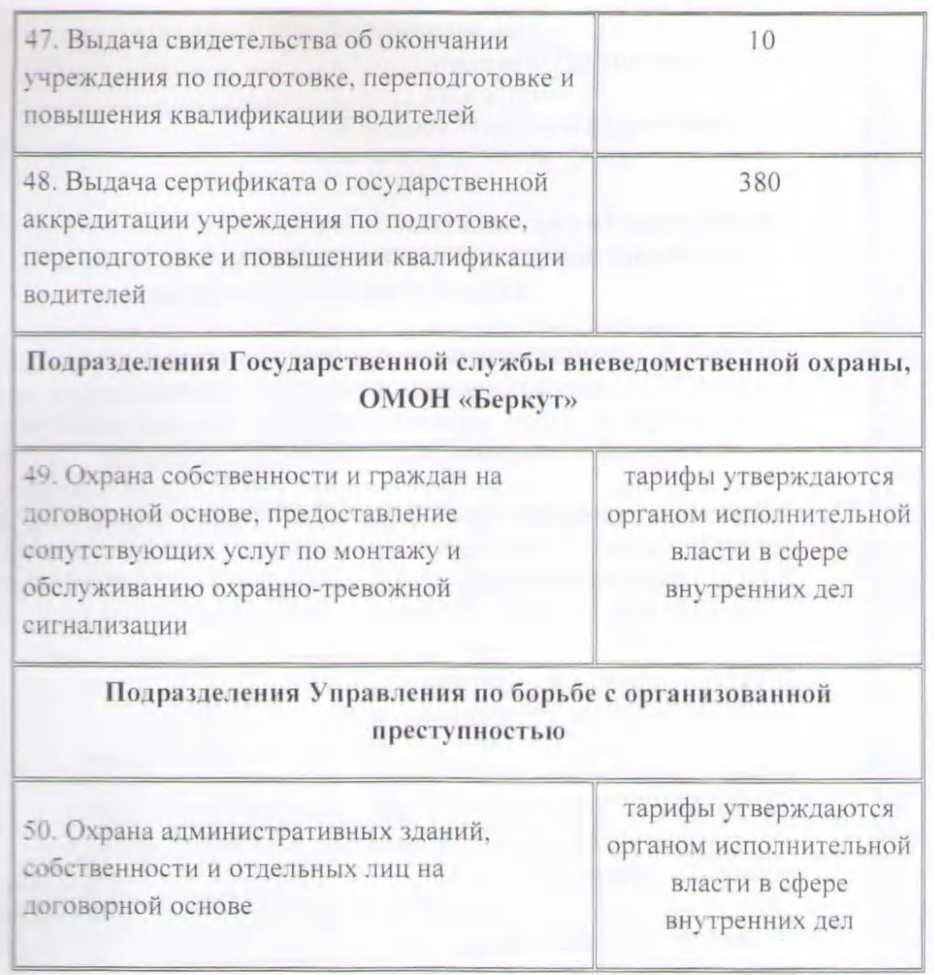 47. Выдача свидетельства об окончании
учреждения по подготовке, переподготовке и
повышения квалификации водителей
10
48. Выдача сертификата о государственной
аккредитации учреждения по подготовке,
переподготовке и повышении квалификации
водителей
380
Подразделения Государственной службы вневедомственной охраны,
ОМОН «Беркут»
49. Охрана собственности и граждан на
договорной основе, предоставление
сопутствующих услуг по монтажу и
обслуживанию охранно-тревожной
сигнализации
тарифы утверждаются
органом исполнительной
власти в сфере
внутренних дел
Подразделения Управления по борьбе с организованной
преступностью
50. Охрана административных зданий,
собственности и отдельных лиц на
договорной основе
тарифы утверждаются
органом исполнительной
власти в сфере
внутренних дел